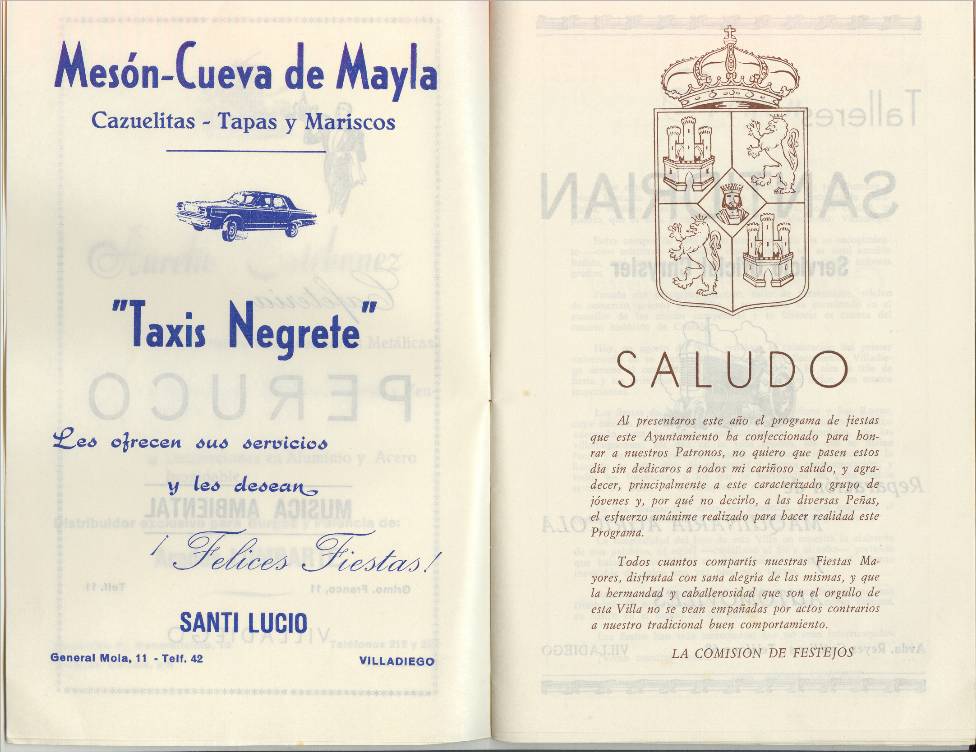 Mesón-Cueva de Mayla
Cazuelitas - Tapas y Mariscos
"Taxis Negrete"
Les ofrecen sus servicios
y les desean
¡Felices Fiestas!
SANTI LUCIO
General Mola, 11 - Telf. 42 VILLADIEGO
SALUDO
Al presentaros este año el programa de fiestas
que este Ayuntamiento ha confeccionado para hon-
rar a nuestros Patronos, no quiero que pasen estos
día sin dedicaros a todos mi cariñoso saludo, y agra-
decer, principalmente a este caracterizado grupo de
jóvenes y, por qué no decirlo, a las diversas Peñas,
el esfuerzo unánime realizado para hacer realidad este
Programa.
Todos cuantos compartís nuestras Fiestas Ma-
yores, disfrutad con sana alegría de las mismas, y que
la hermandad y caballerosidad que son el orgullo de
esta Villa no se vean empañadas por actos contrarios
a nuestro tradicional buen comportamiento.
LA COMISION DE FESTEJOS